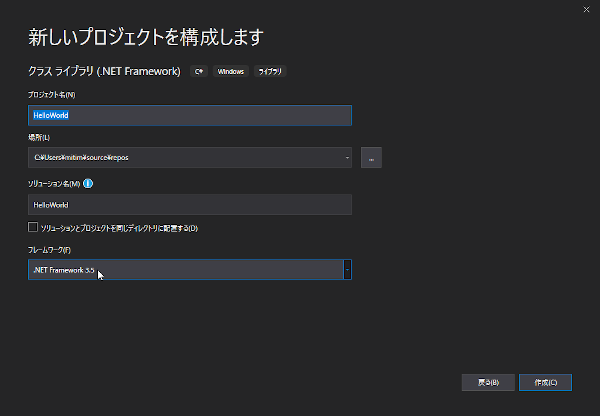 新しいプロジェクトを構成します
クラス ライブラリ (.NET Framework) C# Windows ライブラリ
プロジェクト名(N)
HelloWorld
場所(L)
C:¥Users¥mitim¥source¥repos
...
ソリューション名(M)
HelloWorld
ソリューションとプロジェクトを同じディレクトリに配置する(D)
フレームワーク(F)
.NET Framework 3.5
戻る(B) 作成(C)